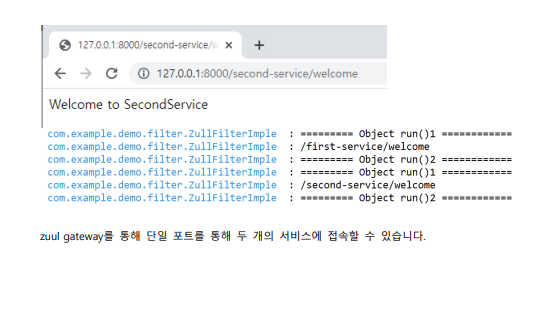 127.0.0.1:8000/second-service/w
127.0.0.1:8000/second-service/welcome
Welcome to SecondService
com.example.demo.filter.ZullFilterImple : ========= Object run()1 ============
com.example.demo.filter.ZullFilterImple : /first-service/welcome
com.example.demo.filter.ZullFilterImple : ========= Object run()2 ============
com.example.demo.filter.ZullFilterImple : ========= Object run()1 ============
com.example.demo.filter.ZullFilterImple : /second-service/welcome
com.example.demo.filter.ZullFilterImple : ========= Object run()2 ============
zuul gateway를 통해 단일 포트를 통해 두 개의 서비스에 접속할 수 있습니다.